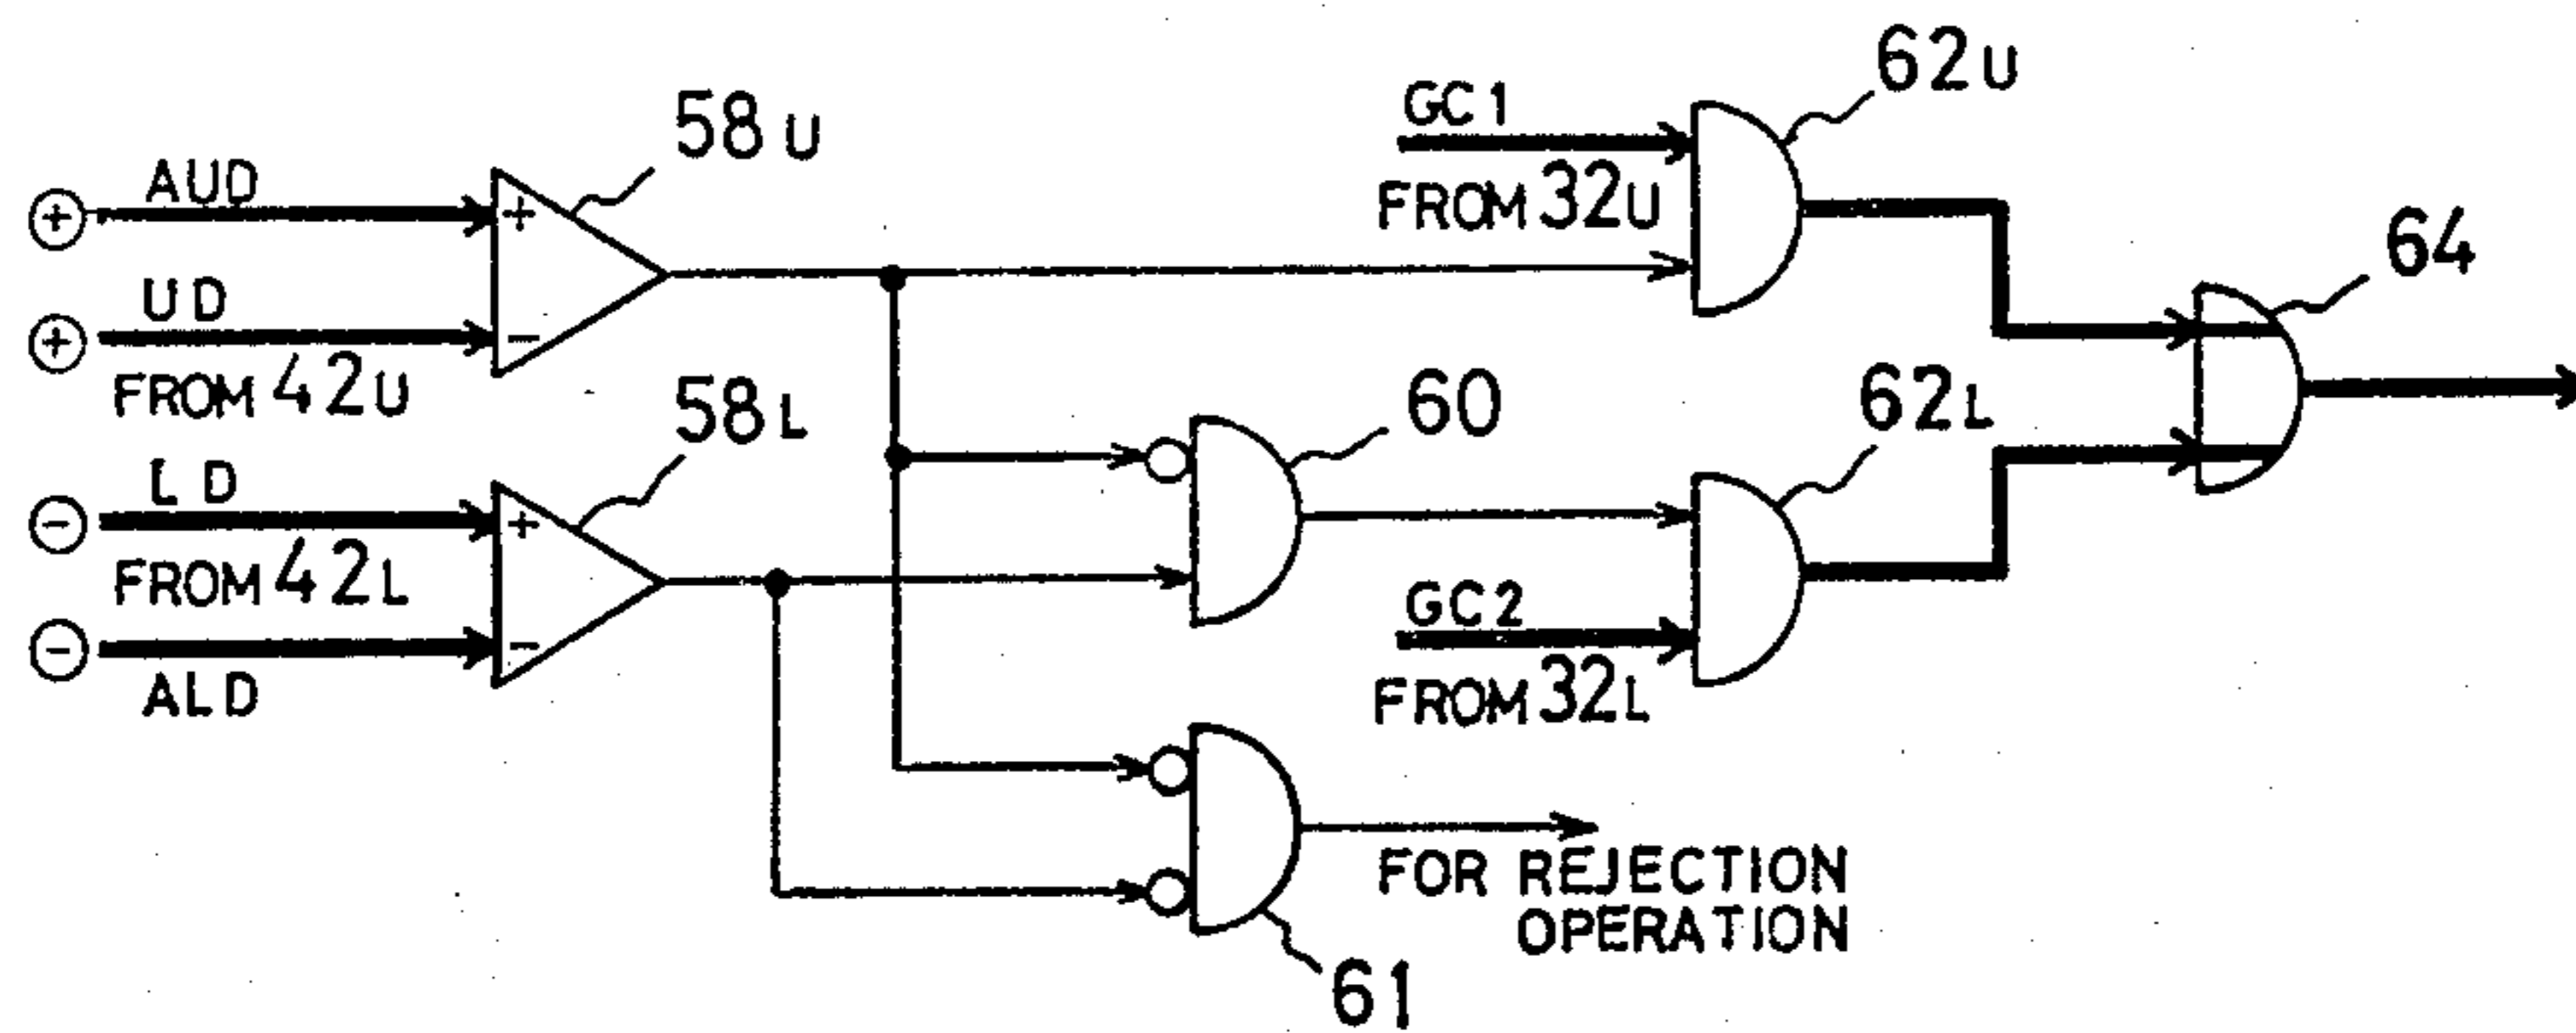 62U
GC1
58U
AUD
+
+
FROM 32U
64
UD
+
−
FROM 42U
58L
60
62L
LD
−
+
FROM 42L
GC2
−
−
ALD
FROM 32L
FOR REJECTION
OPERATION
61